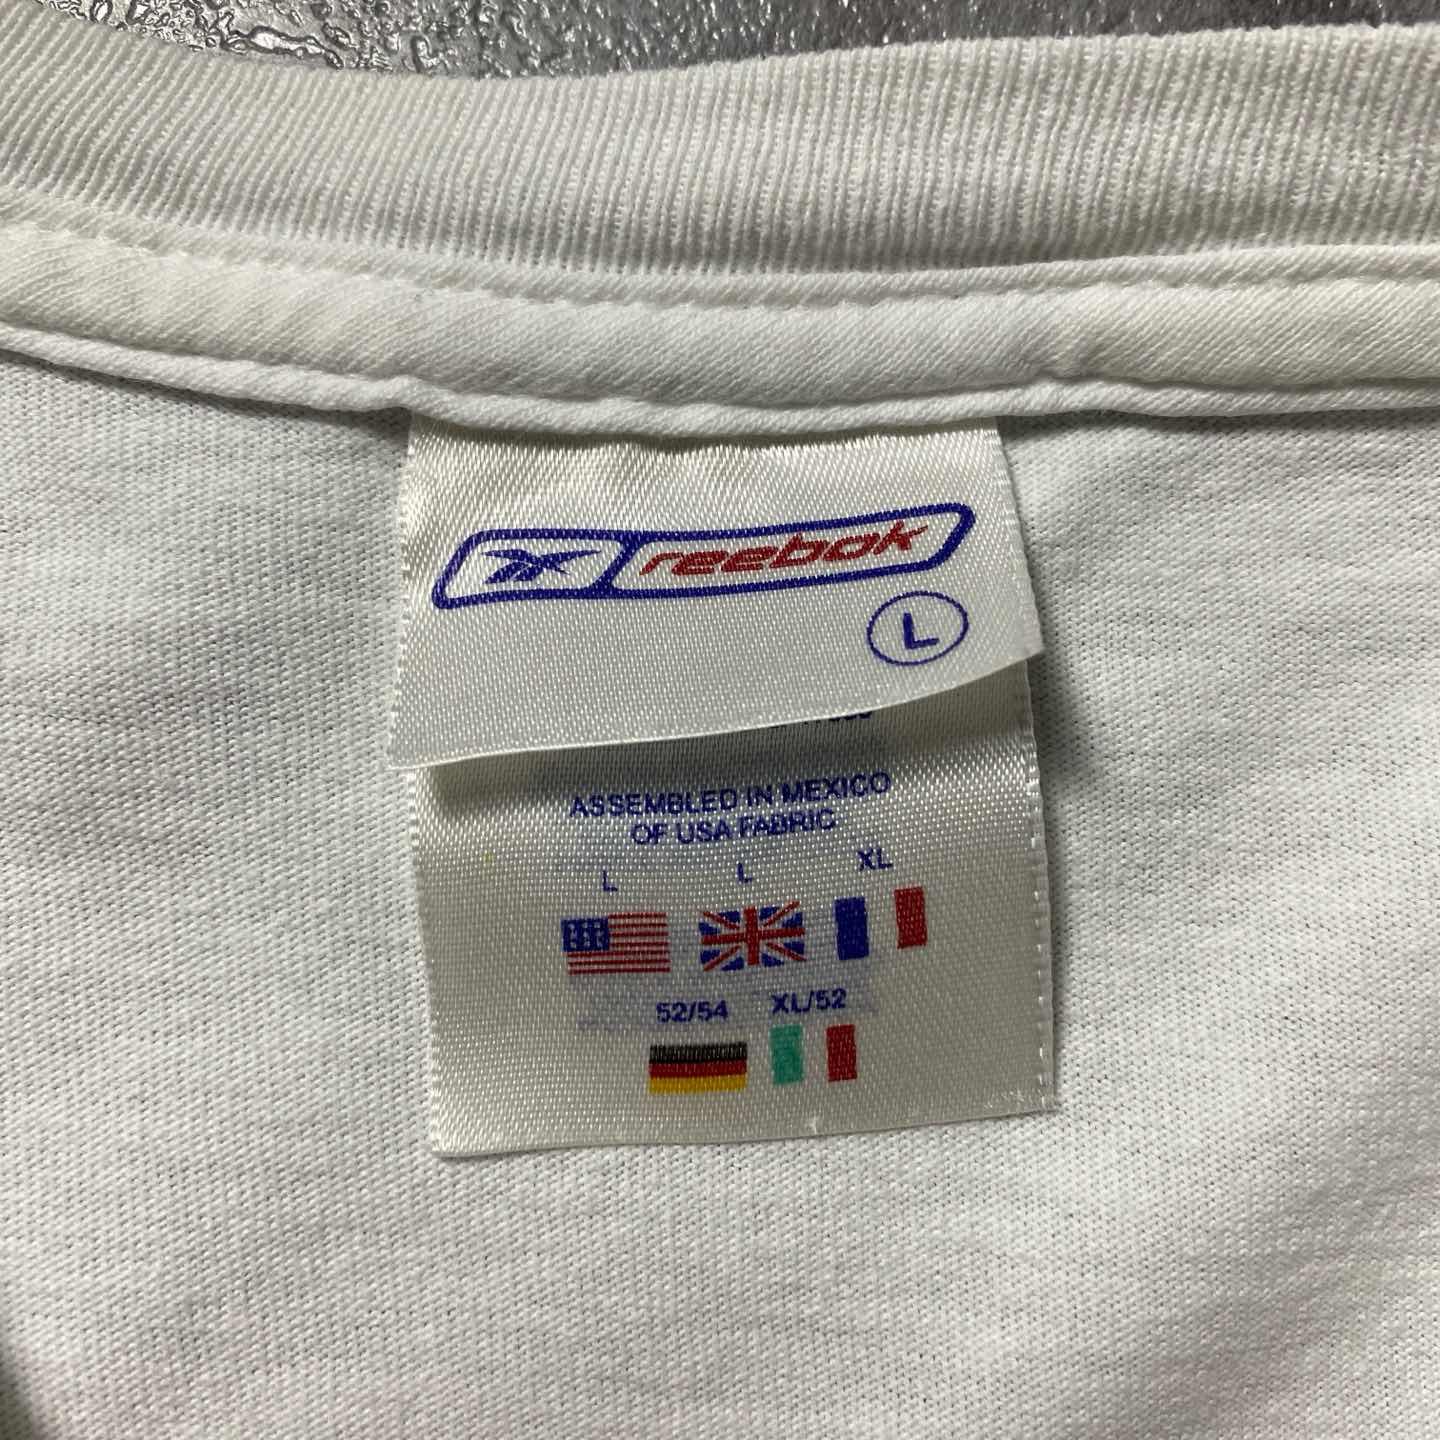 reebok
L
ASSEMBLED IN MEXICO
OF USA FABRIC
L L XL
52/54 XL/52